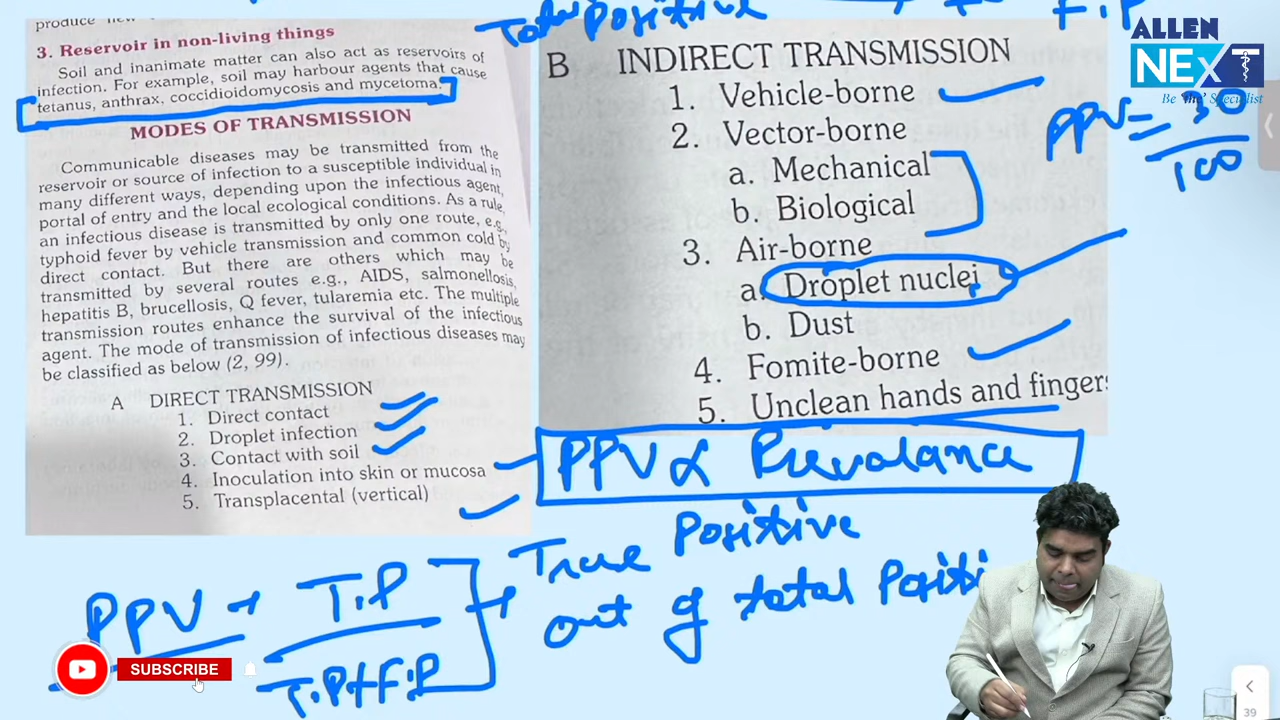 produce new
3. Reservoir in non-living things
Soil and inanimate matter can also act as reservoirs of
infection. For example, soil may harbour agents that cause
tetanus, anthrax, coccidioidomycosis and mycetoma.
MODES OF TRANSMISSION
Communicable diseases may be transmitted from the
reservoir or source of infection to a susceptible individual in
many different ways, depending upon the infectious agent,
portal of entry and the local ecological conditions. As a rule,
an infectious disease is transmitted by only one route, e.g.,
typhoid fever by vehicle transmission and common cold by
direct contact. But there are others which may be
transmitted by several routes e.g., AIDS, salmonellosis,
hepatitis B, brucellosis, Q fever, tularemia etc. The multiple
transmission routes enhance the survival of the infectious
agent. The mode of transmission of infectious diseases may
be classified as below (2, 99).
A DIRECT TRANSMISSION
1. Direct contact
2. Droplet infection
3. Contact with soil
4. Inoculation into skin or mucosa
5. Transplacental (vertical)
Total Positive F.P
B INDIRECT TRANSMISSION
1. Vehicle-borne
2. Vector-borne
a. Mechanical
b. Biological
3. Air-borne
a. Droplet nuclei
b. Dust
4. Fomite-borne
5. Unclean hands and fingers
PPV = 30
100
PPV ∝ Prevalance
PPV → T.P
T.P+F.P
True Positive
out of total Positi
ALLEN
NEXT
Be 'the' Specialist
SUBSCRIBE
39